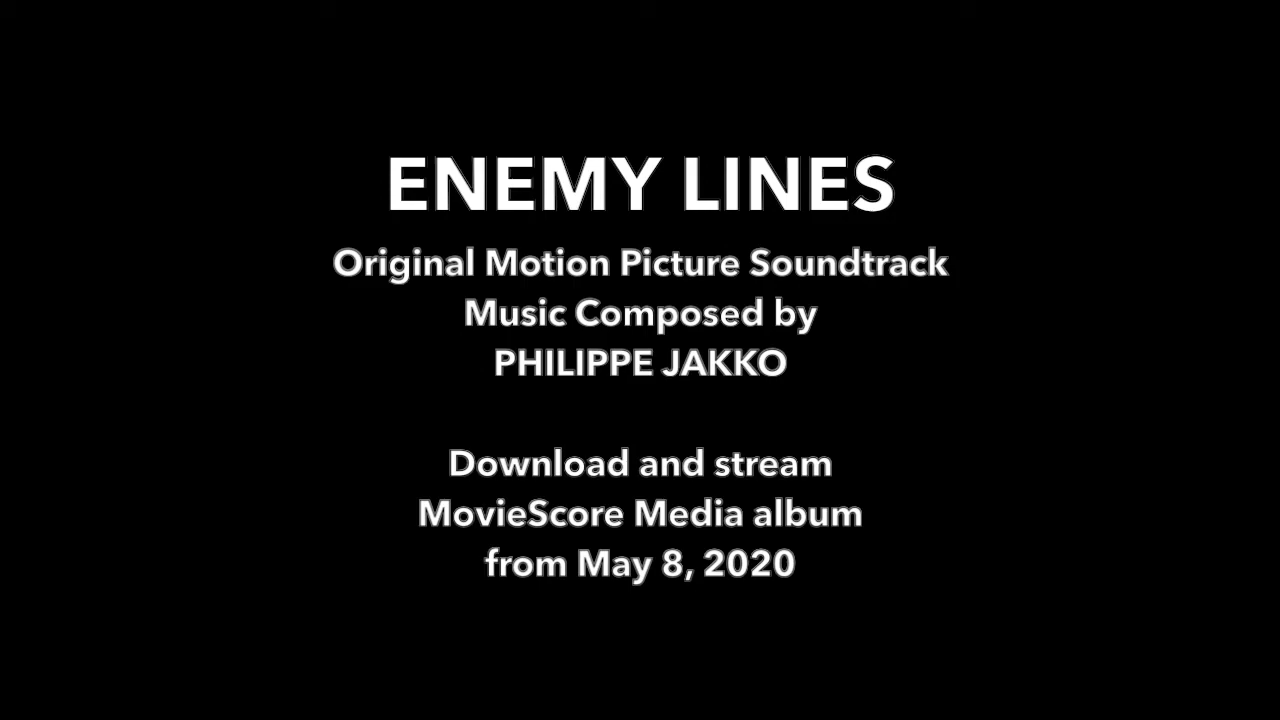 ENEMY LINES
Original Motion Picture Soundtrack
Music Composed by
PHILIPPE JAKKO
Download and stream
MovieScore Media album
from May 8, 2020